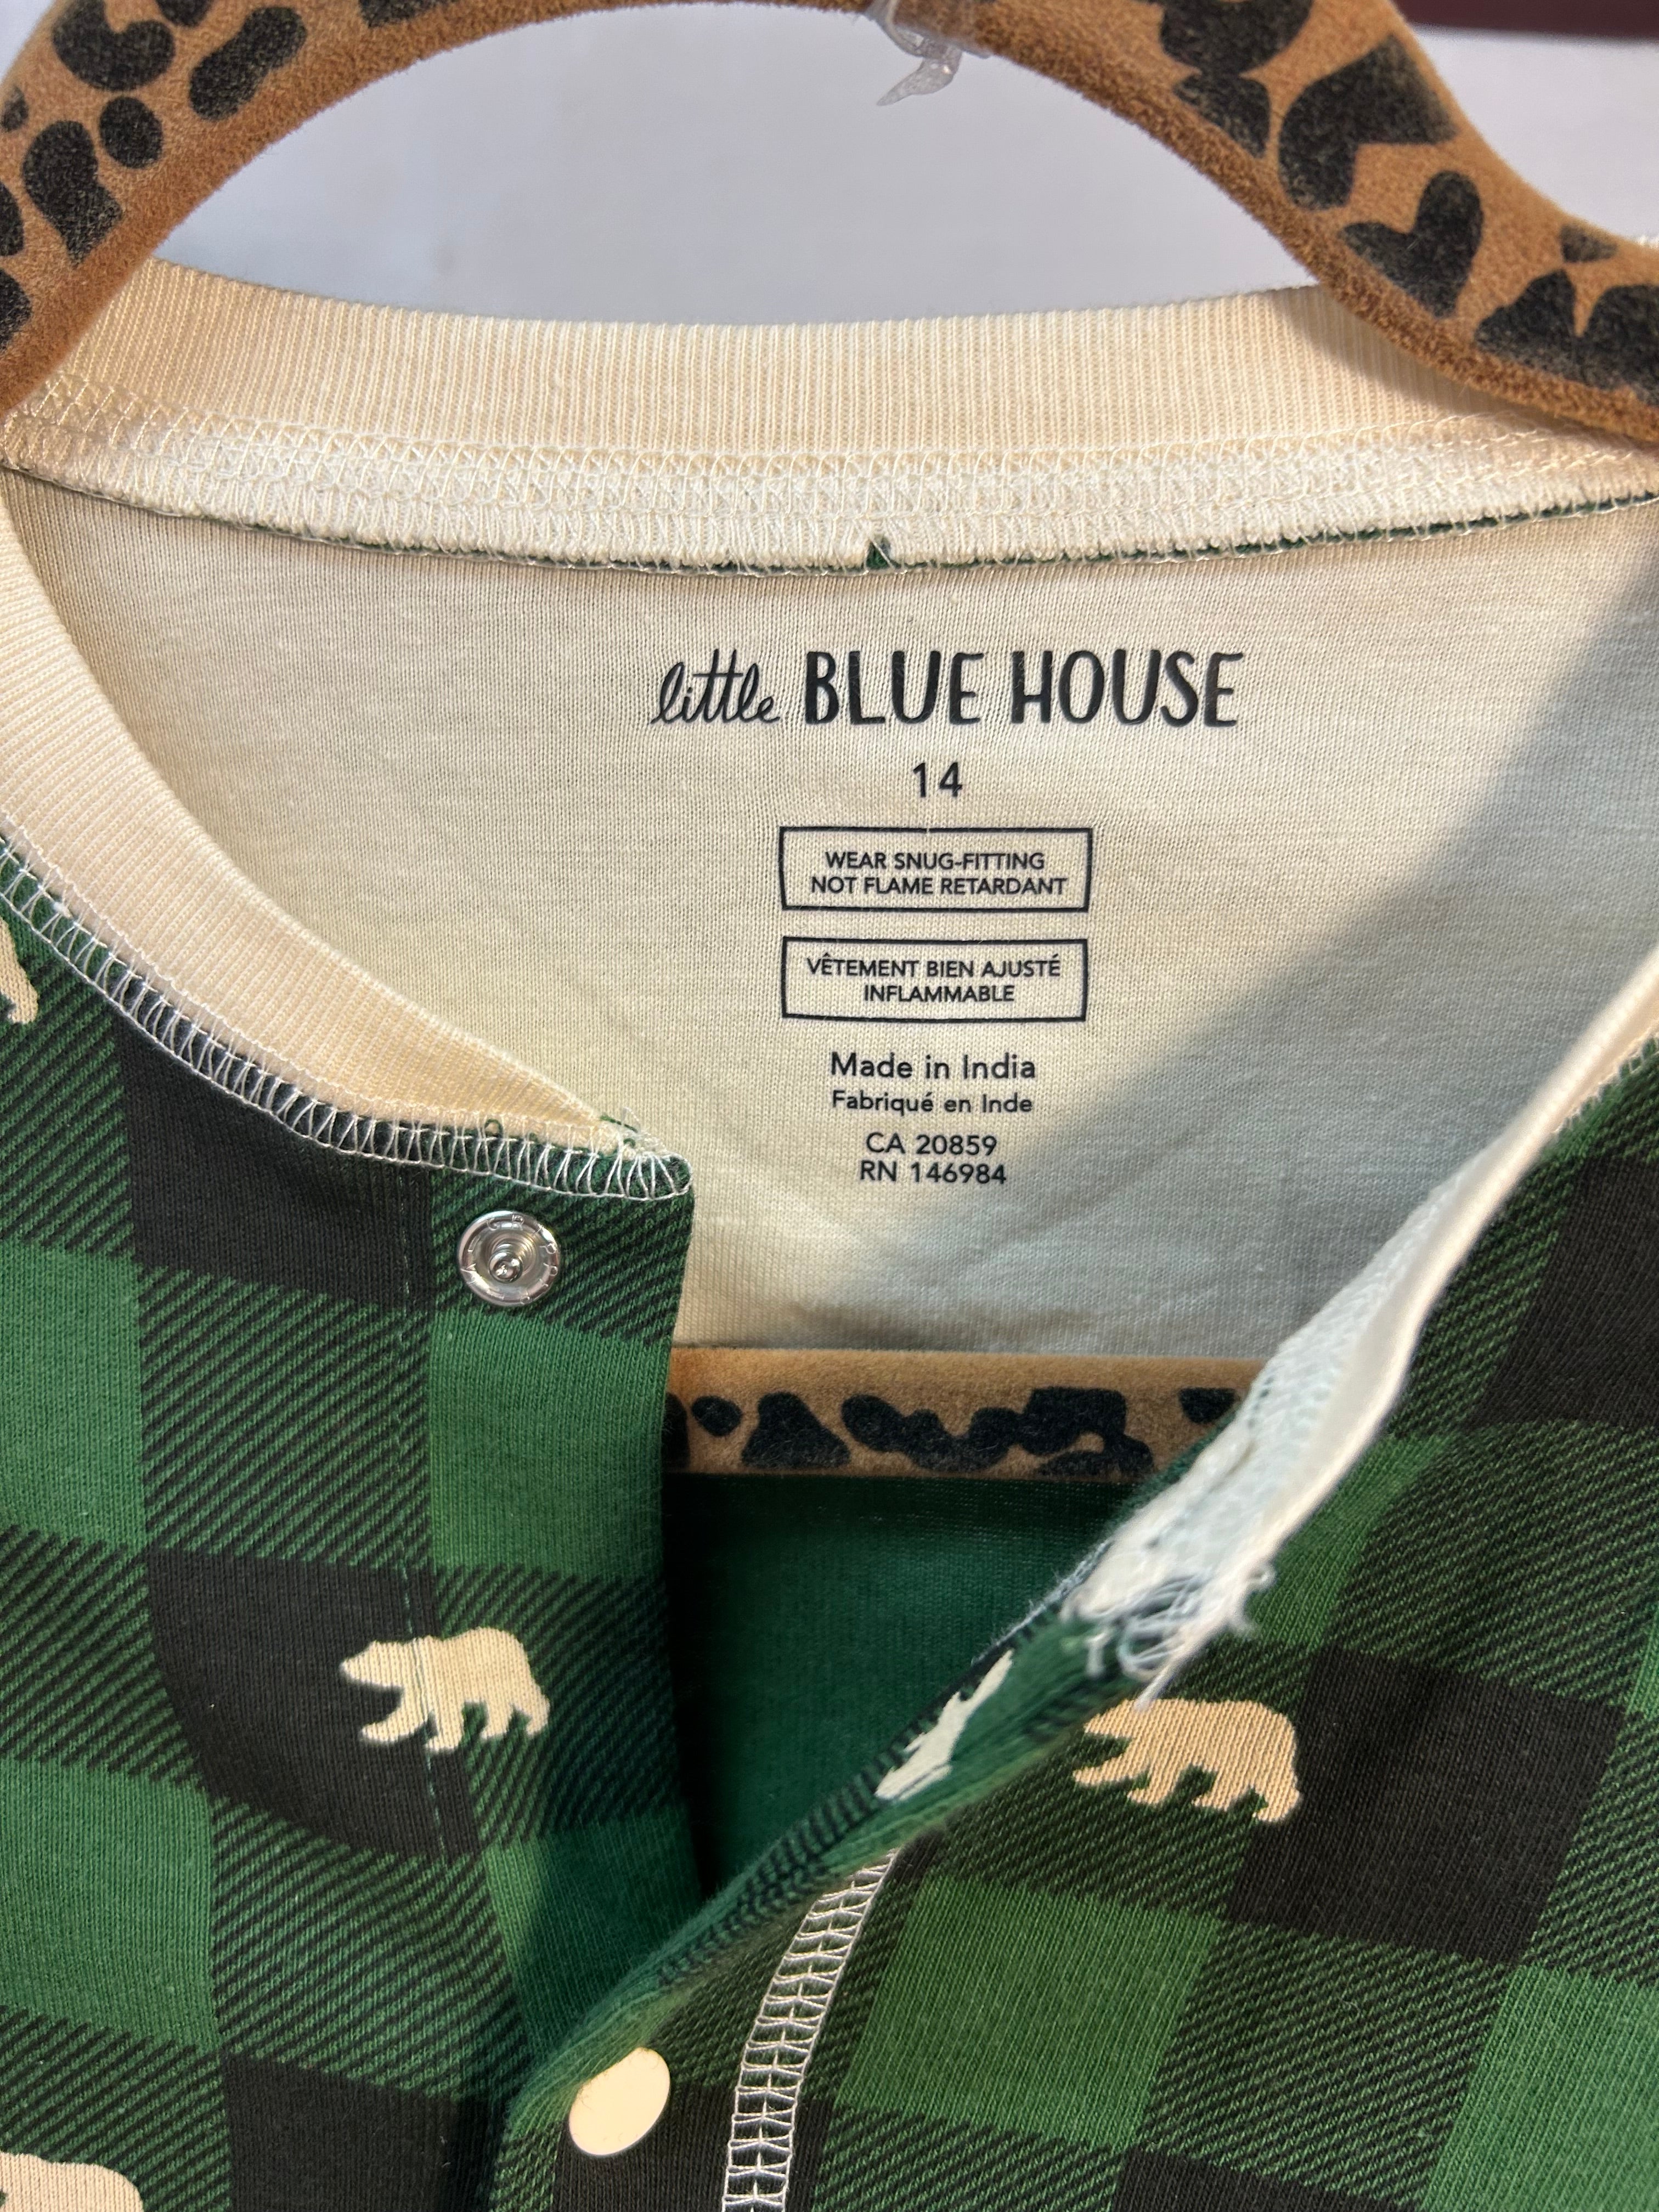 little BLUE HOUSE
14
WEAR SNUG-FITTING
NOT FLAME RETARDANT
VÊTEMENT BIEN AJUSTÉ
INFLAMMABLE
Made in India
Fabriqué en Inde
CA 20859
RN 146984